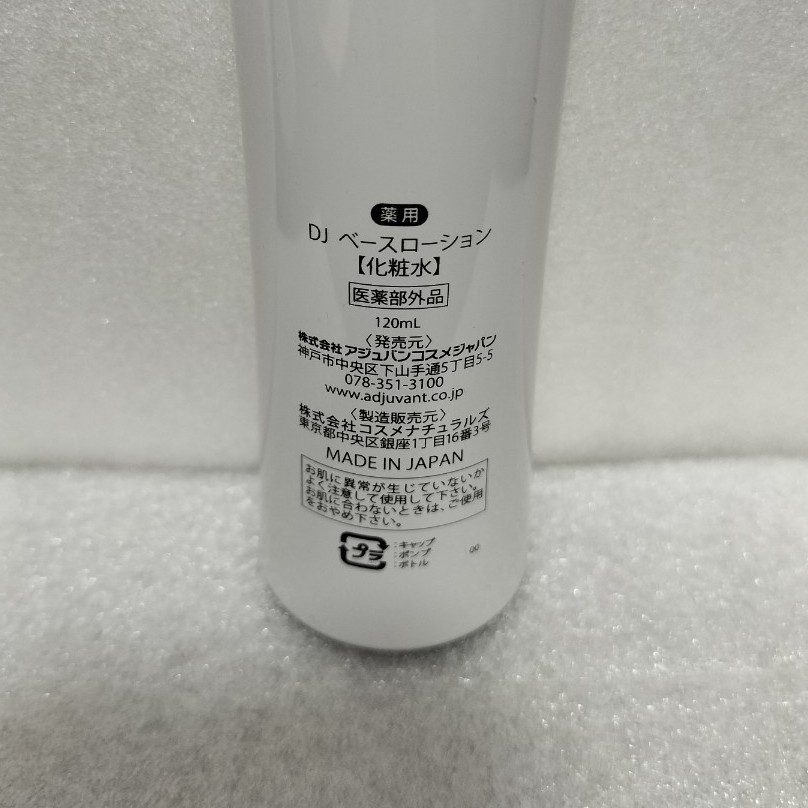 薬用
DJ ベースローション
【化粧水】
医薬部外品
120mL
〈発売元〉
株式会社 アジュバンコスメジャパン
神戸市中央区下山手通5丁目5-5
078-351-3100
www.adjuvant.co.jp
〈製造販売元〉
株式会社コスメナチュラルズ
東京都中央区銀座1丁目16番3号
MADE IN JAPAN
お肌に異常が生じていないか
よく注意して使用して下さい。
お肌に合わないときは、ご使用
をおやめ下さい。
プラ
:キャップ
:ポンプ
:ボトル